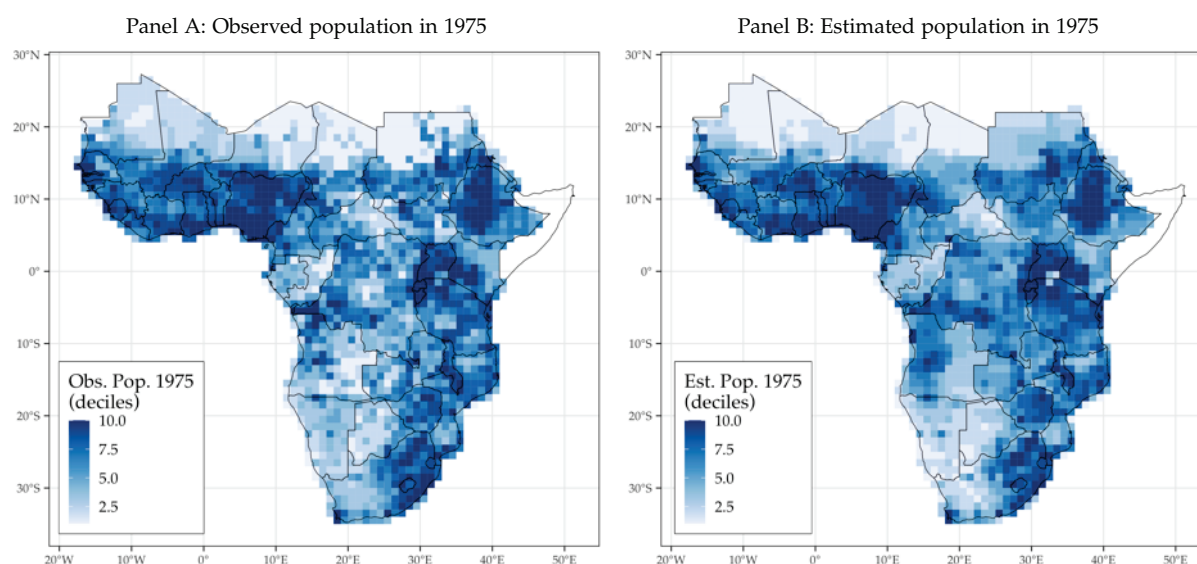 Panel A: Observed population in 1975
30°N
20°N
10°N
0°
10°S
20°S
30°S
Obs. Pop. 1975
(deciles)
10.0
7.5
5.0
2.5
20°W 10°W 0° 10°E 20°E 30°E 40°E 50°E
Panel B: Estimated population in 1975
30°N
20°N
10°N
0°
10°S
20°S
30°S
Est. Pop. 1975
(deciles)
10.0
7.5
5.0
2.5
20°W 10°W 0° 10°E 20°E 30°E 40°E 50°E